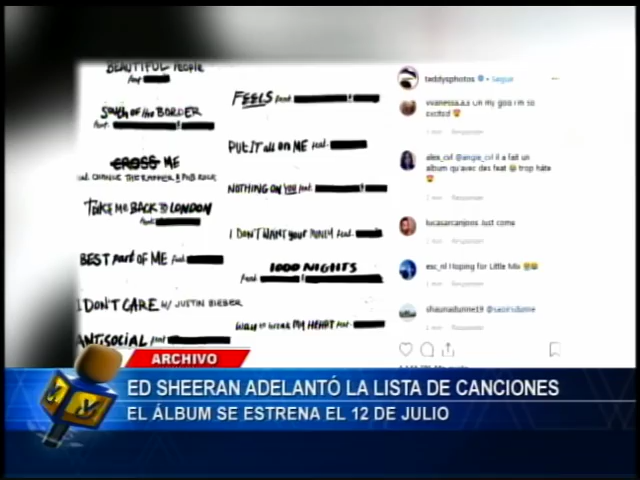 BEAUTIFUL PEOPLE
feat.
South OF the BORDER
feat.
CROSS ME
feat. CHANCE THE RAPPER & PNB ROCK
TAKE ME BACK to LONDON
feat.
BEST part OF ME feat.
I DON'T CARE w/ JUSTIN BIEBER
ANTISOCIAL feat.
FEELS feat.
PUT IT all on ME feat.
NOTHING ON YOU feat.
I DON'T WANT your MONEY feat.
1000 NIGHTS
feat.
WAY to break MY HEART feat.
teddysphotos • Seguir
Oh my god I'm so
excited
alex_cvl @angie_cvl il a fait un
album qu'avec des feat trop hâte
lucasarcanjoos Just come
esc_nl Hoping for Little Mix
shaunadunne19 @saoirsdunne
ARCHIVO
ED SHEERAN ADELANTÓ LA LISTA DE CANCIONES
EL ÁLBUM SE ESTRENA EL 12 DE JULIO